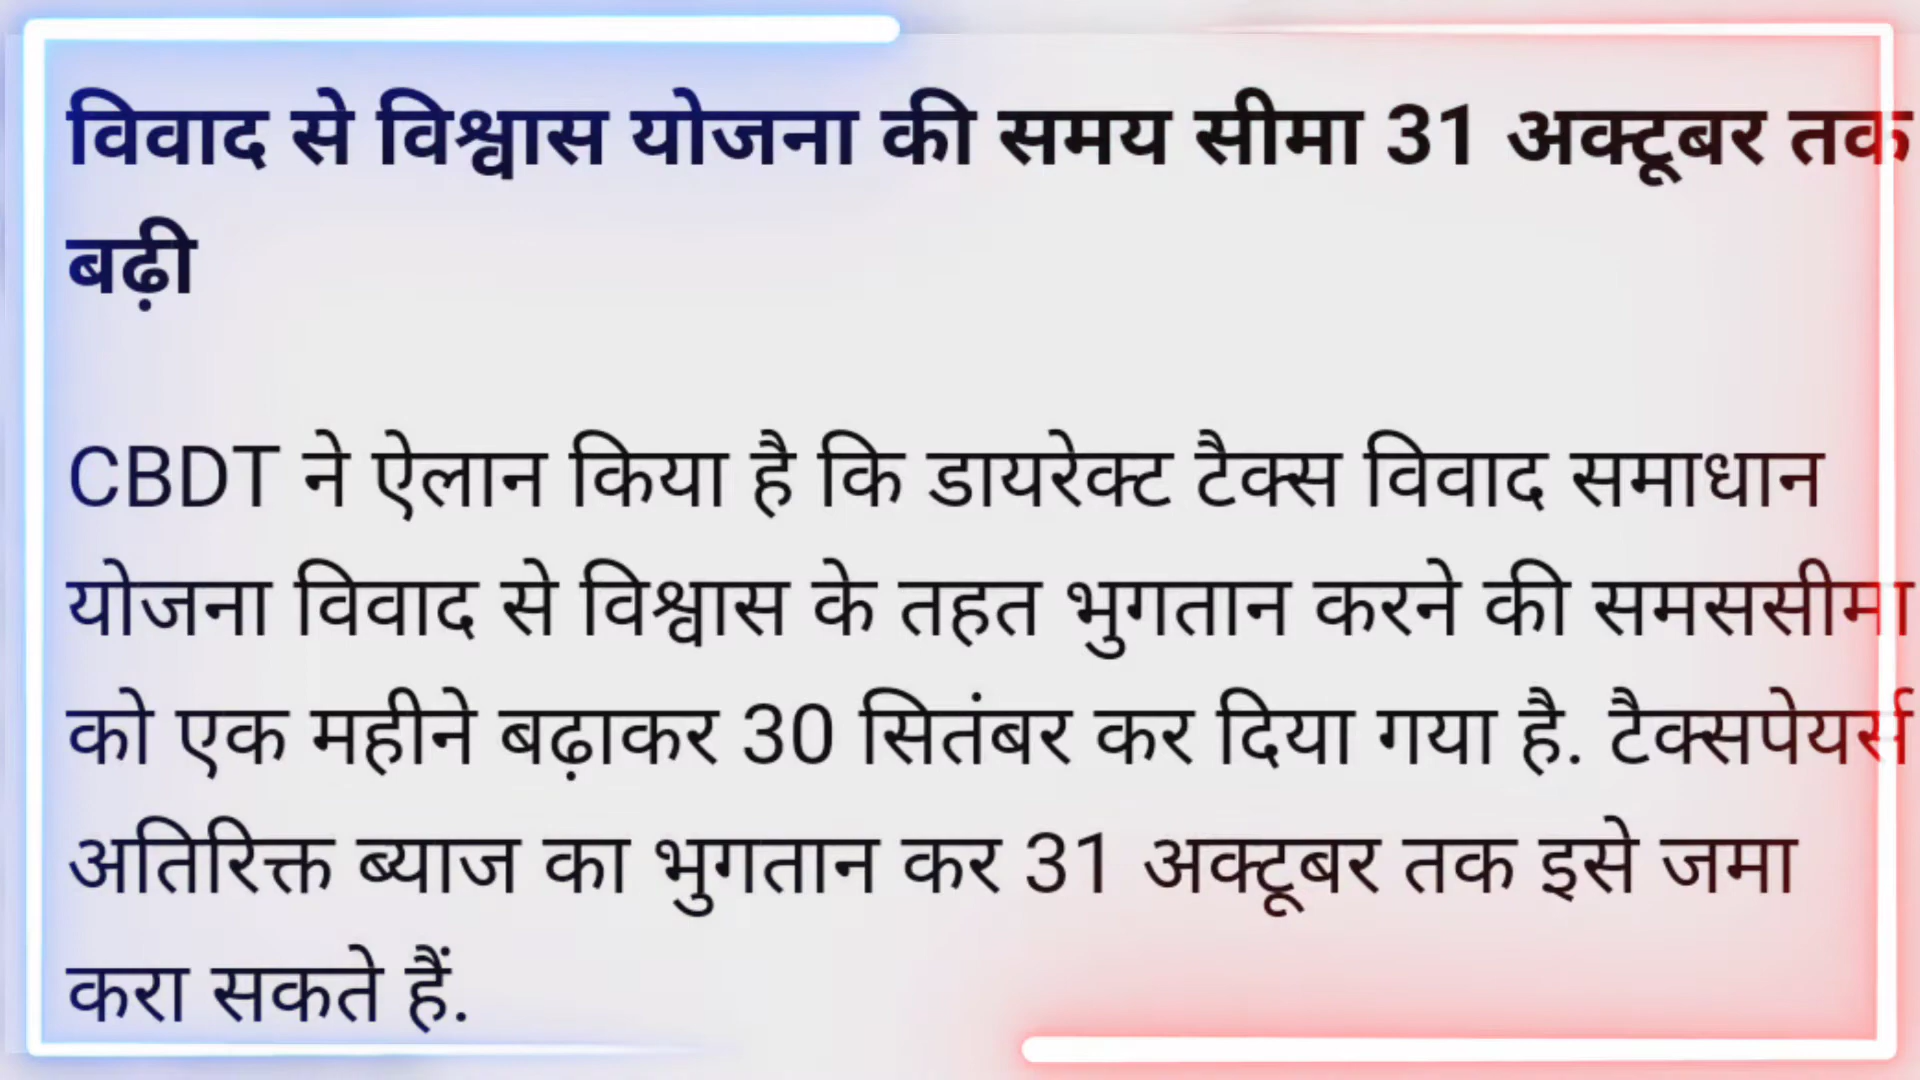 विवाद से विश्वास योजना की समय सीमा 31 अक्टूबर तक
बढ़ी
CBDT ने ऐलान किया है कि डायरेक्ट टैक्स विवाद समाधान
योजना विवाद से विश्वास के तहत भुगतान करने की समससीमा
को एक महीने बढ़ाकर 30 सितंबर कर दिया गया है. टैक्सपेयर्स
अतिरिक्त ब्याज का भुगतान कर 31 अक्टूबर तक इसे जमा
करा सकते हैं.